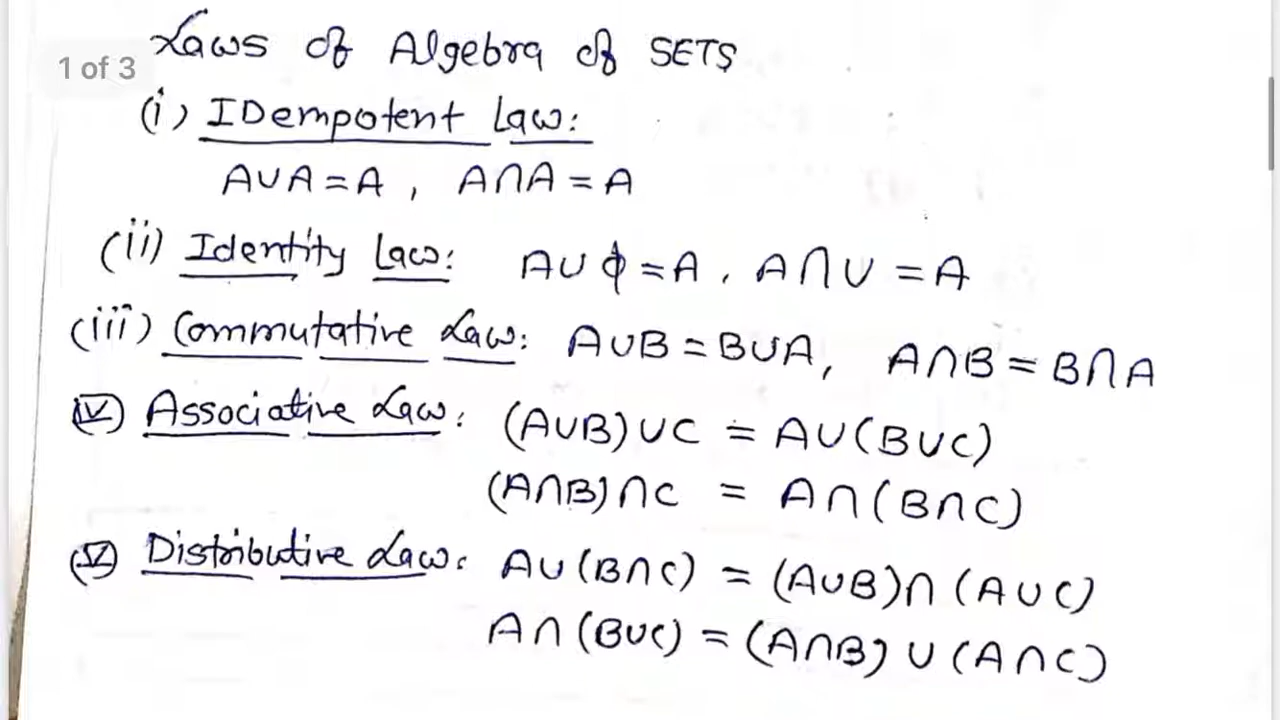 Laws of Algebra of SETS
1 of 3
(i) IDempotent Law:
A∪A = A , A∩A = A
(ii) Identity Law: A∪ϕ = A , A∩U = A
(iii) Commutative Law: A∪B = B∪A, A∩B = B∩A
(iv) Associative Law: (A∪B)∪C = A∪(B∪C)
(A∩B)∩C = A∩(B∩C)
(v) Distributive Law: A∪(B∩C) = (A∪B)∩(A∪C)
A∩(B∪C) = (A∩B)∪(A∩C)